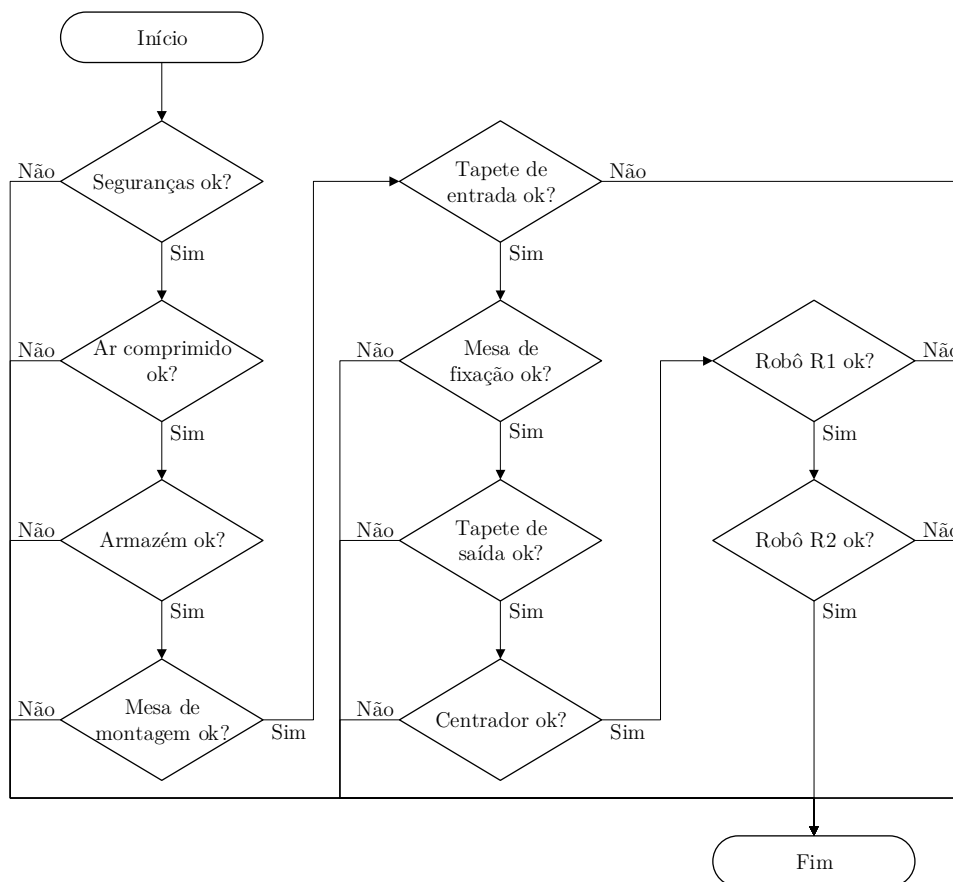 Início
Não
Seguranças ok?
Sim
Não
Ar comprimido
ok?
Sim
Não
Armazém ok?
Sim
Não
Mesa de
montagem ok?
Sim
Tapete de
entrada ok?
Não
Sim
Não
Mesa de
fixação ok?
Sim
Não
Tapete de
saída ok?
Sim
Não
Centrador ok?
Sim
Robô R1 ok?
Não
Sim
Robô R2 ok?
Não
Sim
Fim